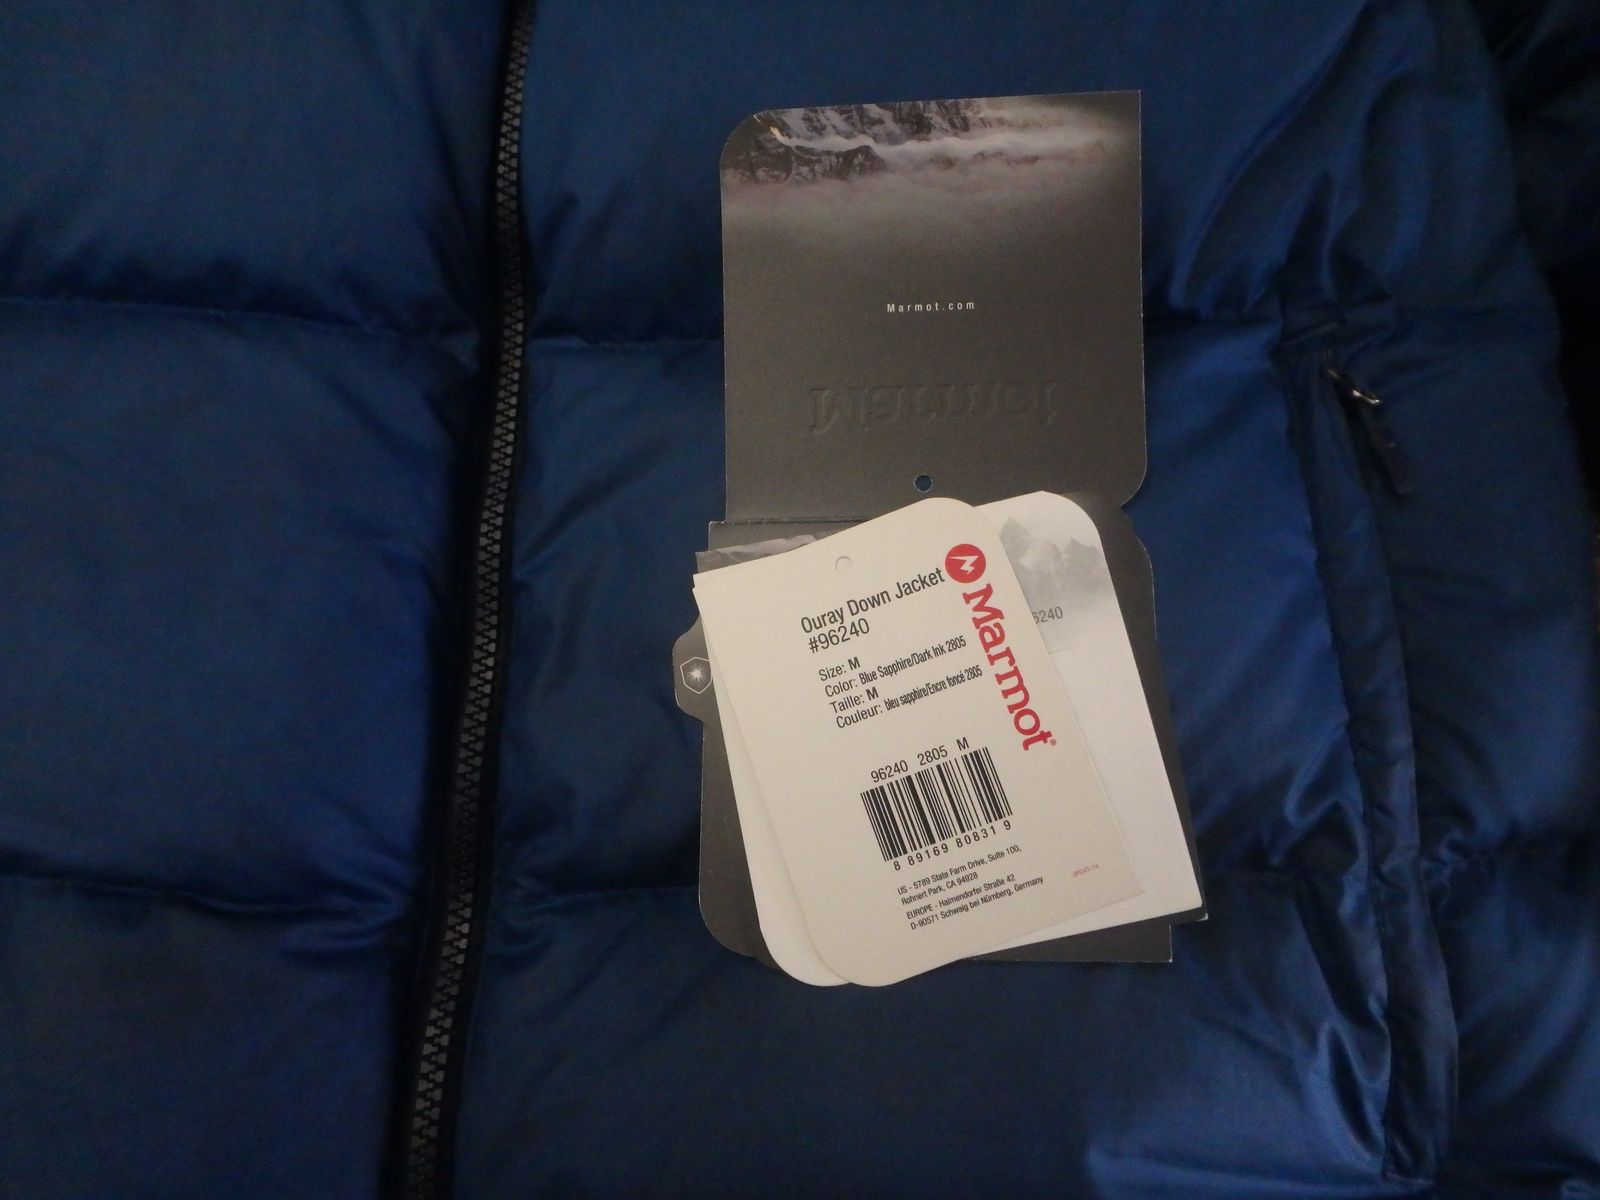 Marmot.com
Marmot
Marmot®
Ouray Down Jacket
#96240
6240
Size: M
Color: Blue Sapphire/Dark Ink 2805
Taille: M
Couleur: bleu sapphire/Encre foncé 2805
96240 2805 M
8 89169 80831 9
US - 5789 State Farm Drive, Suite 100,
Rohnert Park, CA 94928
EUROPE - Haimendorfer Straße 42
D-90571 Schwaig bei Nürnberg, Germany